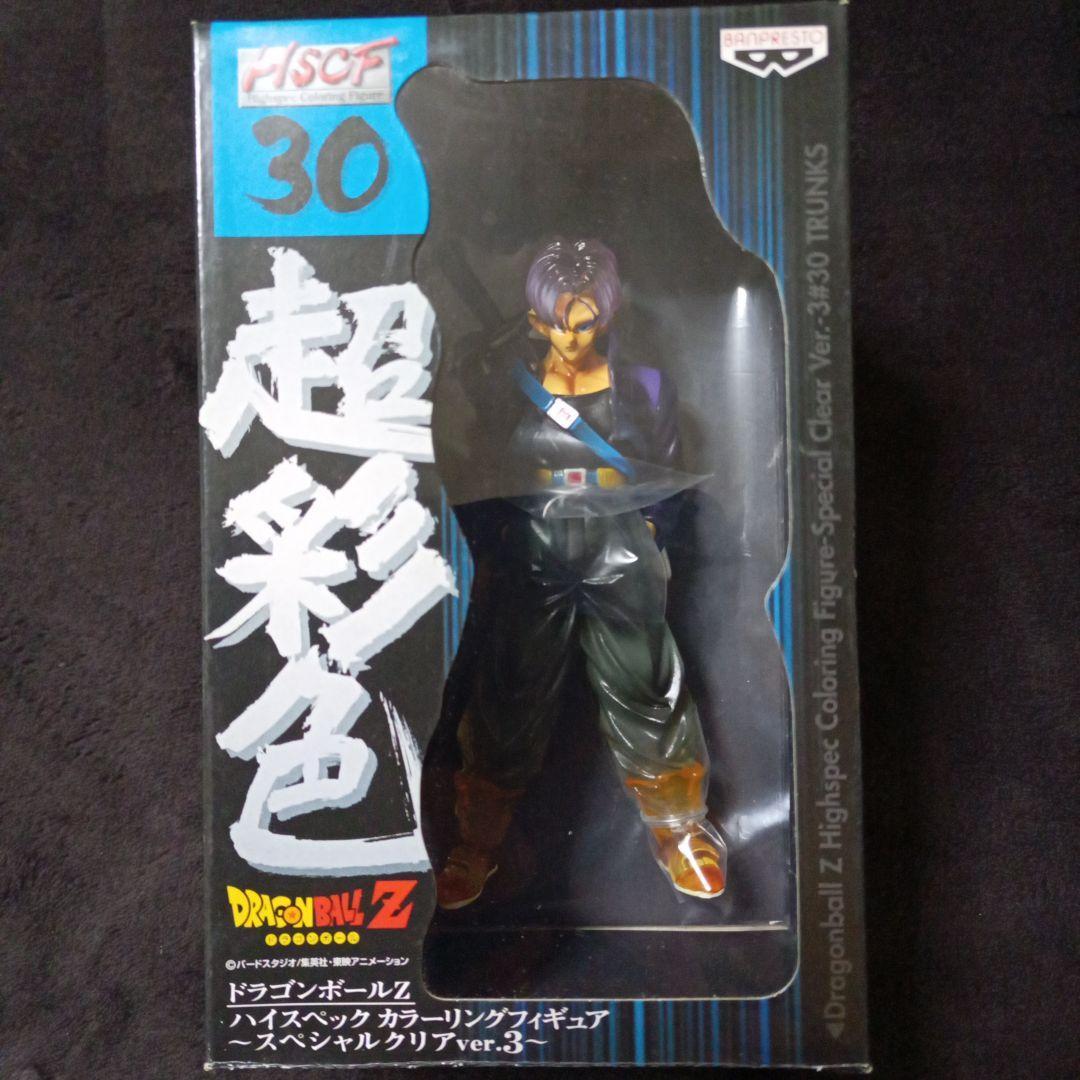 HSCF
Highspec Coloring Figure
30
BANPRESTO
超彩色
DRAGONBALL Z
ドラゴンボール
©バードスタジオ/集英社・東映アニメーション
ドラゴンボールZ
ハイスペック カラーリングフィギュア
～スペシャルクリアver.3～
◀Dragonball Z Highspec Coloring Figure-Special Clear Ver.-3#30 TRUNKS